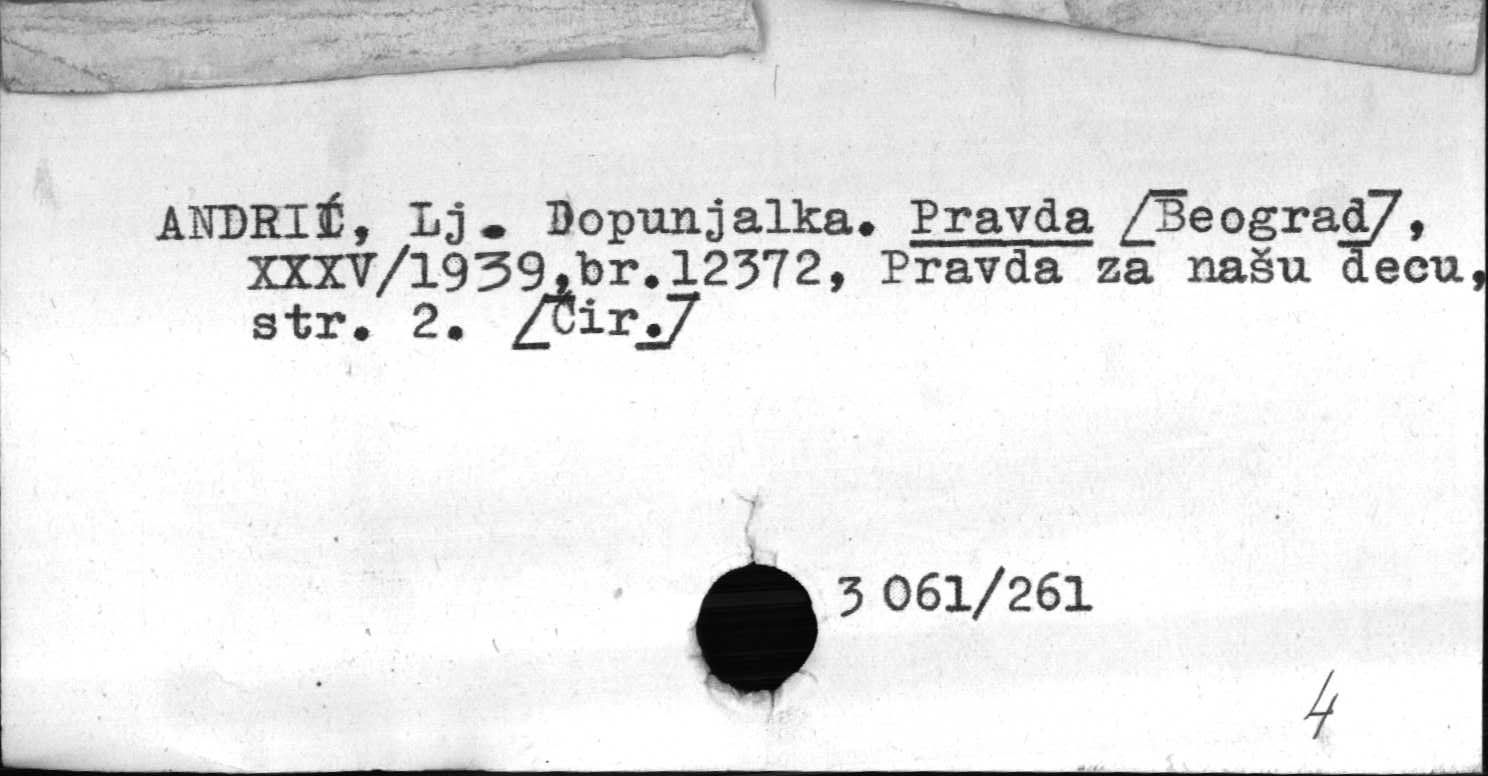 ANDRIĆ, Lj. Dopunjalka. Pravda [Beograd],
XXXV/1939,br.12372, Pravda za našu decu,
str. 2. [Ćir.]
3 061/261
4